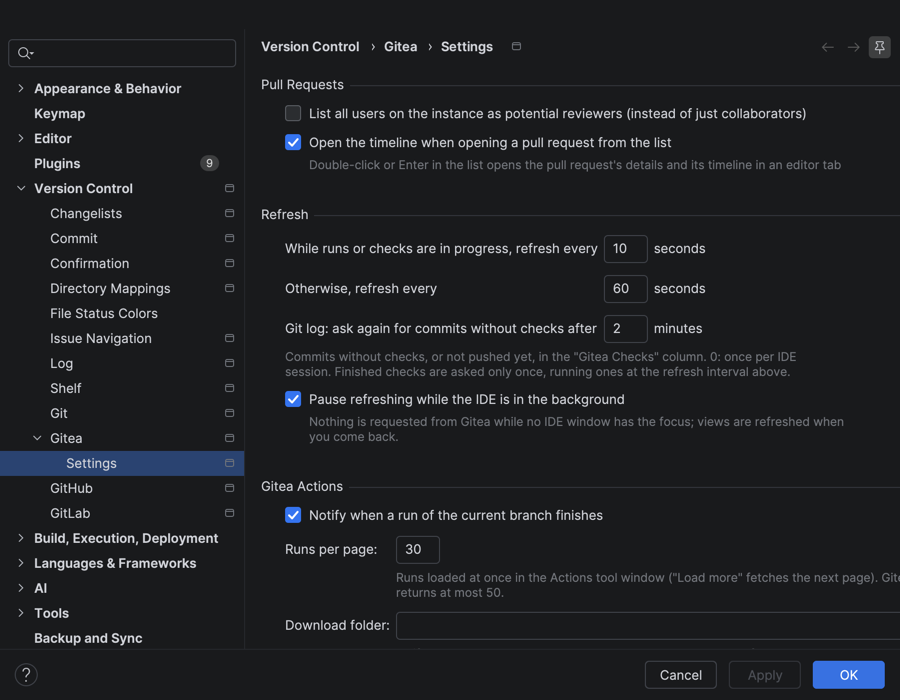 Version Control › Gitea › Settings
Appearance & Behavior
Keymap
Editor
Plugins 9
Version Control
Changelists
Commit
Confirmation
Directory Mappings
File Status Colors
Issue Navigation
Log
Shelf
Git
Gitea
Settings
GitHub
GitLab
Build, Execution, Deployment
Languages & Frameworks
AI
Tools
Backup and Sync
Pull Requests
List all users on the instance as potential reviewers (instead of just collaborators)
Open the timeline when opening a pull request from the list
Double-click or Enter in the list opens the pull request's details and its timeline in an editor tab
Refresh
While runs or checks are in progress, refresh every 10 seconds
Otherwise, refresh every 60 seconds
Git log: ask again for commits without checks after 2 minutes
Commits without checks, or not pushed yet, in the "Gitea Checks" column. 0: once per IDE
session. Finished checks are asked only once, running ones at the refresh interval above.
Pause refreshing while the IDE is in the background
Nothing is requested from Gitea while no IDE window has the focus; views are refreshed when
you come back.
Gitea Actions
Notify when a run of the current branch finishes
Runs per page: 30
Runs loaded at once in the Actions tool window ("Load more" fetches the next page). Gite
returns at most 50.
Download folder:
?
Cancel
Apply
OK